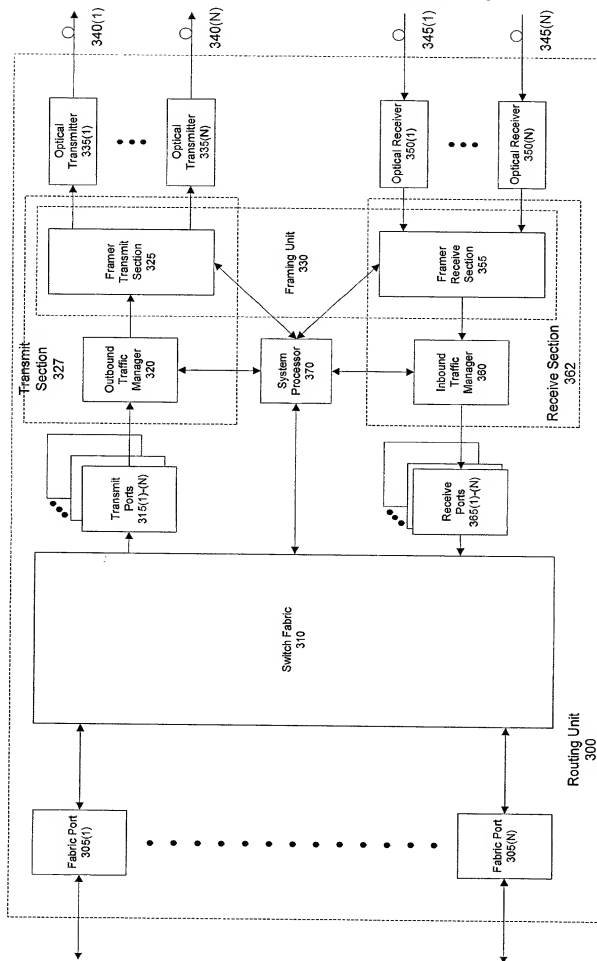 340(1)
340(N)
345(1)
345(N)
Optical
Transmitter
335(1)
Optical
Transmitter
335(N)
Optical Receiver
350(1)
Optical Receiver
350(N)
Framer
Transmit
Section
325
Framing Unit
330
Framer
Receive
Section
355
Transmit
Section
327
Outbound
Traffic
Manager
320
System
Processor
370
Inbound
Traffic
Manager
360
Receive Section
362
Transmit
Ports
315(1)-(N)
Receive
Ports
365(1)-(N)
Switch Fabric
310
Routing Unit
300
Fabric Port
305(1)
Fabric Port
305(N)